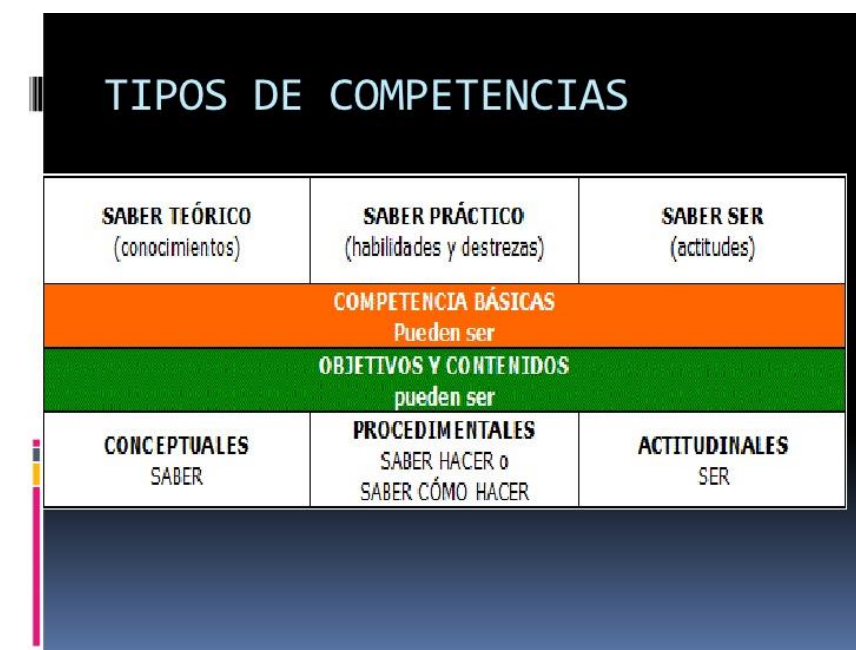 TIPOS DE COMPETENCIAS
SABER TEÓRICO
(conocimientos)
SABER PRÁCTICO
(habilidades y destrezas)
SABER SER
(actitudes)
COMPETENCIA BÁSICAS
Pueden ser
OBJETIVOS Y CONTENIDOS
pueden ser
CONCEPTUALES
SABER
PROCEDIMENTALES
SABER HACER o
SABER CÓMO HACER
ACTITUDINALES
SER